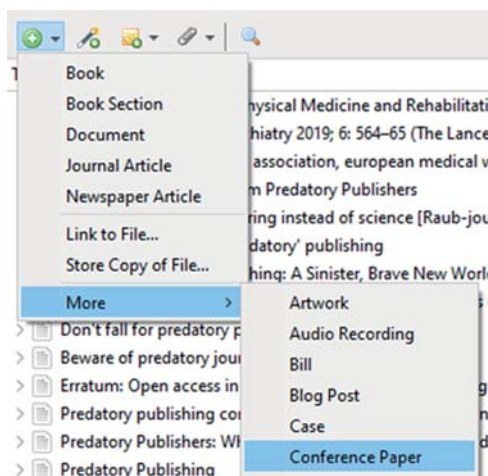 Book
Book Section
Document
Journal Article
Newspaper Article
Link to File...
Store Copy of File...
More
Artwork
Audio Recording
Bill
Blog Post
Case
Conference Paper
T
hysical Medicine and Rehabilitati
hiatry 2019; 6: 564–65 (The Lance
association, european medical w
m Predatory Publishers
ring instead of science [Raub-jou
datory' publishing
hing: A Sinister, Brave New Worl
Don't fall for predatory p
Beware of predatory jour
Erratum: Open access in
Predatory publishing cor
Predatory Publishers: Wh
Predatory Publishing